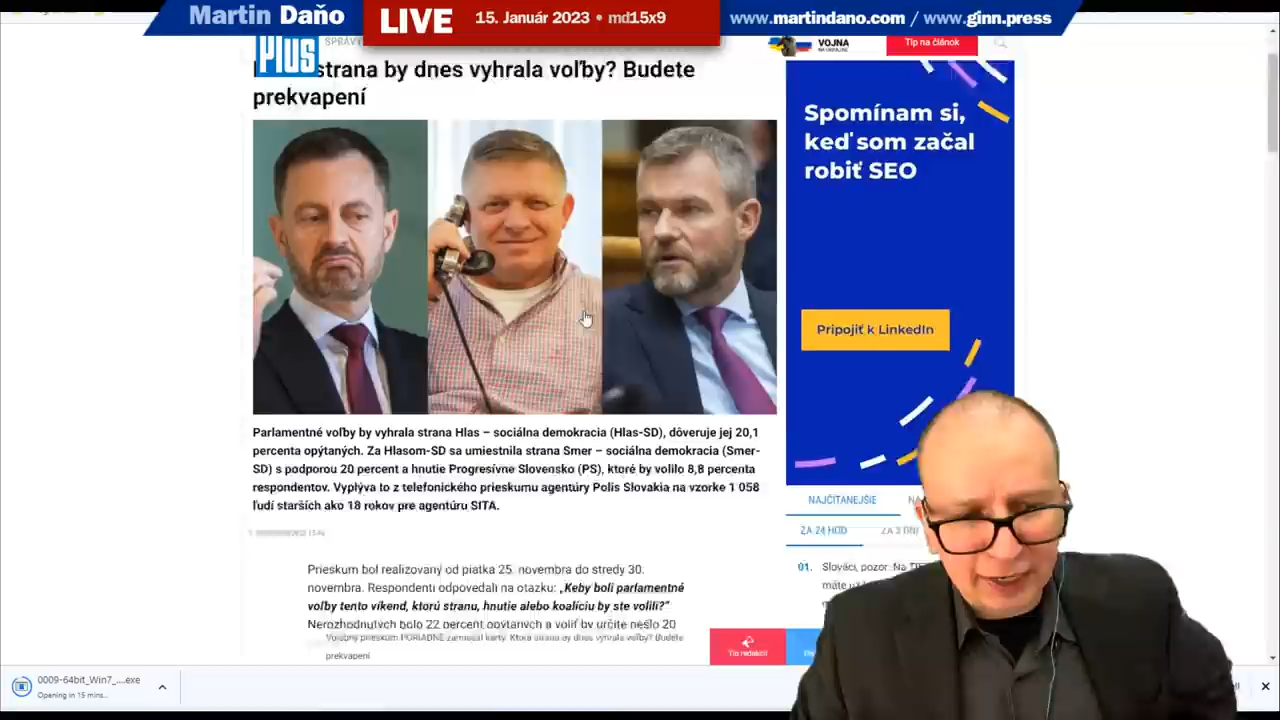 Martin Daňo
LIVE
15. Január 2023 • md15x9
www.martindano.com / www.ginn.press
Plus
SPRÁVY
VOJNA
NA UKRAJINE
Tip na článok
strana by dnes vyhrala voľby? Budete
prekvapení
Spomínam si,
keď som začal
robiť SEO
Pripojiť k LinkedIn
Parlamentné voľby by vyhrala strana Hlas – sociálna demokracia (Hlas-SD), dôveruje jej 20,1
percenta opýtaných. Za Hlasom-SD sa umiestnila strana Smer – sociálna demokracia (Smer-
SD) s podporou 20 percent a hnutie Progresívne Slovensko (PS), ktoré by volilo 8,8 percenta
respondentov. Vyplýva to z telefonického prieskumu agentúry Polis Slovakia na vzorke 1 058
ľudí starších ako 18 rokov pre agentúru SITA.
NAJČÍTANEJŠIE
ZA 24 HOD
ZA 3 DNI
01. Slováci, pozor: Na
máte už
Prieskum bol realizovaný od piatka 25. novembra do stredy 30.
novembra. Respondenti odpovedali na otázku: „Keby boli parlamentné
voľby tento víkend, ktorú stranu, hnutie alebo koalíciu by ste volili?“
Nerozhodnutých bolo 22 percent opýtaných a voliť by určite nešlo 20
Volebný prieskum PORIADNE zamiešal karty: Ktorá strana by dnes vyhrala voľby? Budete
prekvapení
Tip redakcii
0009-64bit_Win7_....exe
Opening in 15 mins...